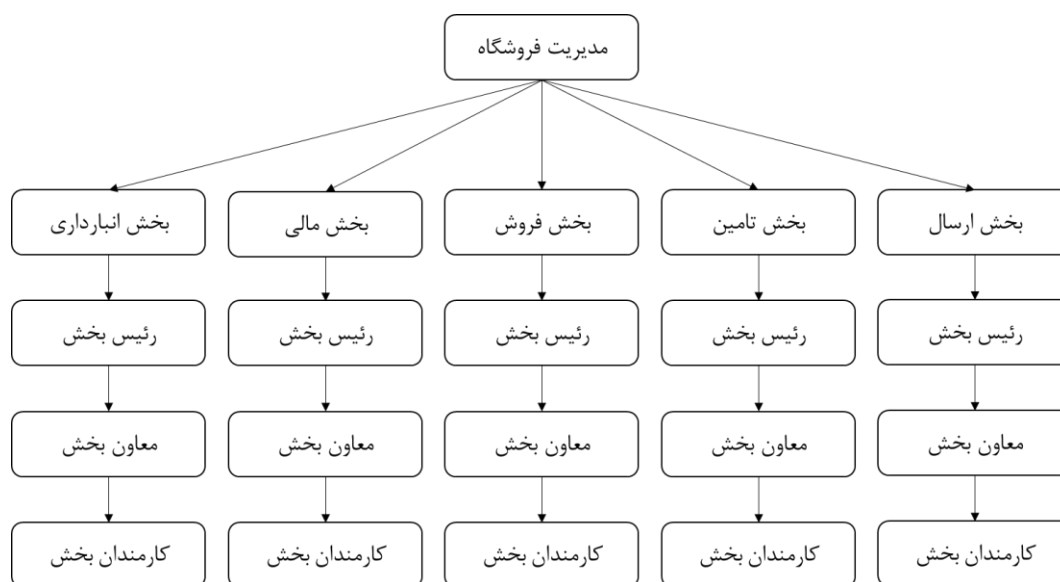 مدیریت فروشگاه
بخش ارسال
بخش تامین
بخش فروش
بخش مالی
بخش انبارداری
رئیس بخش
رئیس بخش
رئیس بخش
رئیس بخش
رئیس بخش
معاون بخش
معاون بخش
معاون بخش
معاون بخش
معاون بخش
کارمندان بخش
کارمندان بخش
کارمندان بخش
کارمندان بخش
کارمندان بخش